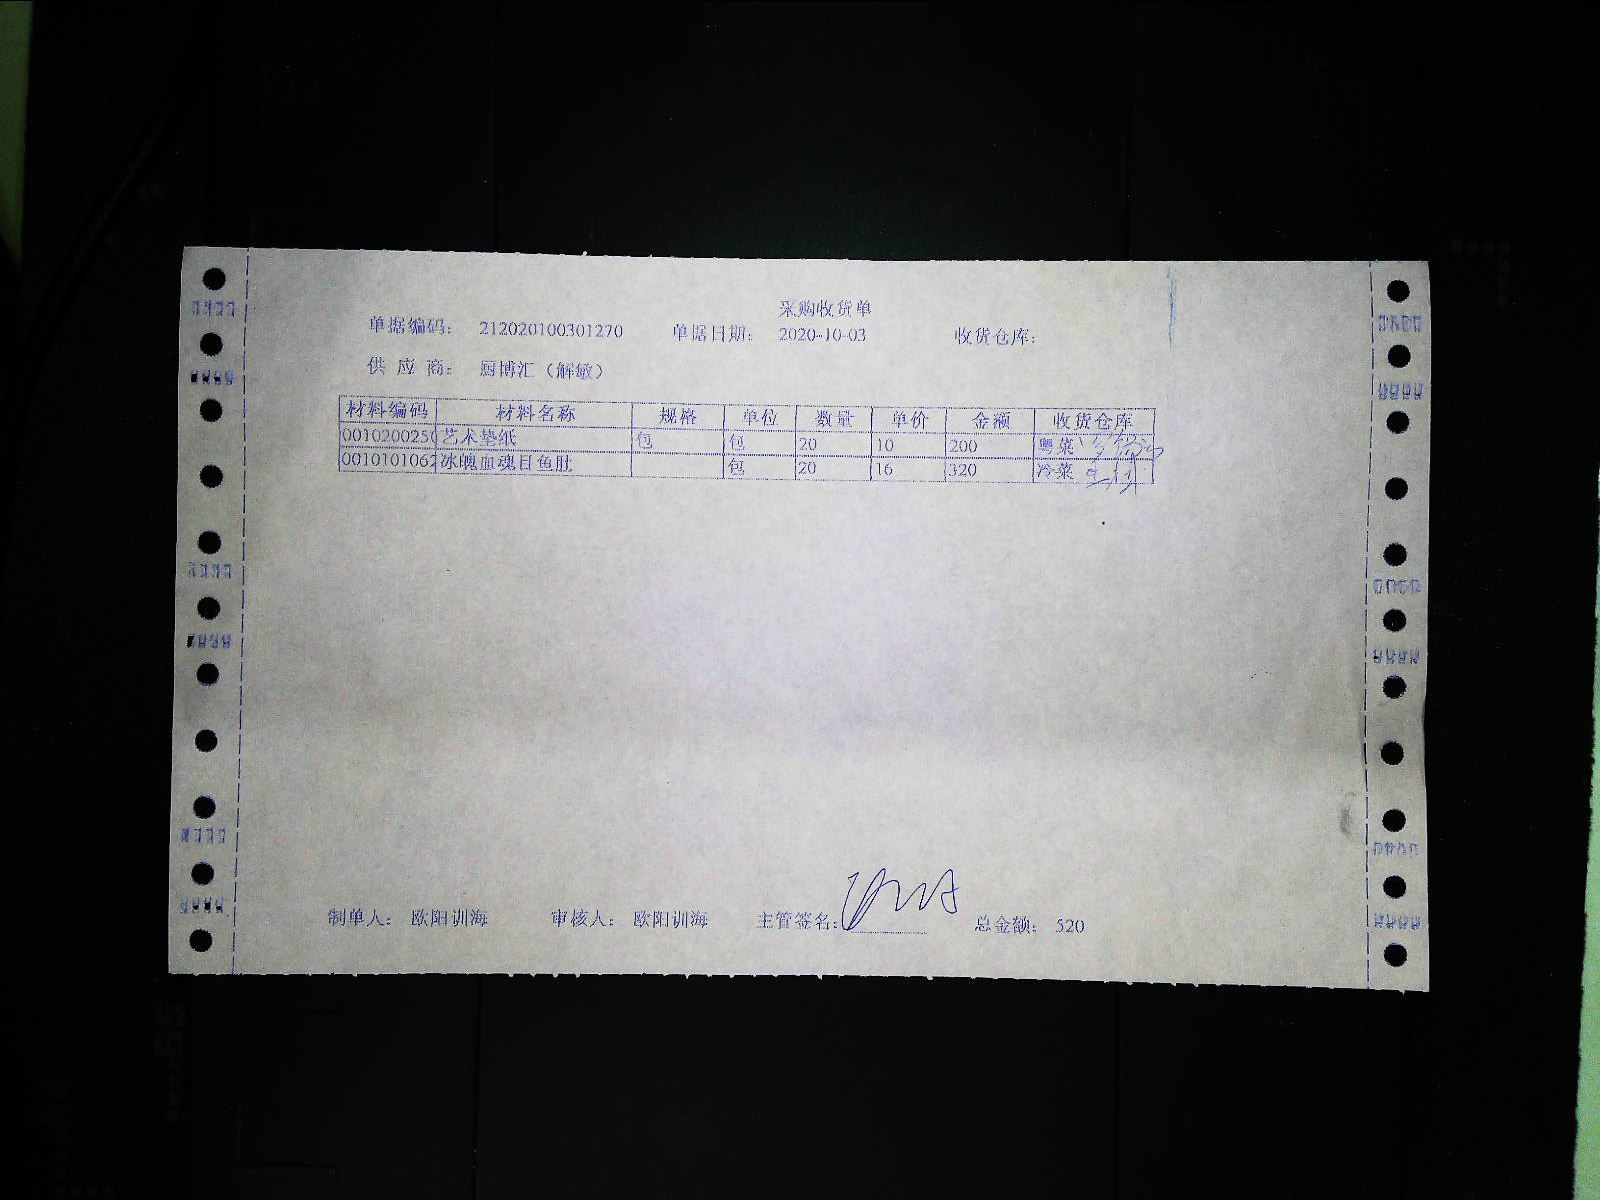 采购收货单
单据编码: 212020100301270 单据日期: 2020-10-03 收货仓库:
供 应 商: 厨博汇（解敏）
材料编码 材料名称 规格 单位 数量 单价 金额 收货仓库
0010200250 艺术垫纸 包 包 20 10 200 粤菜
0010101062 冰魄血魂目鱼肚 包 20 16 320 冷菜
制单人: 欧阳训海 审核人: 欧阳训海 主管签名: 总金额: 520